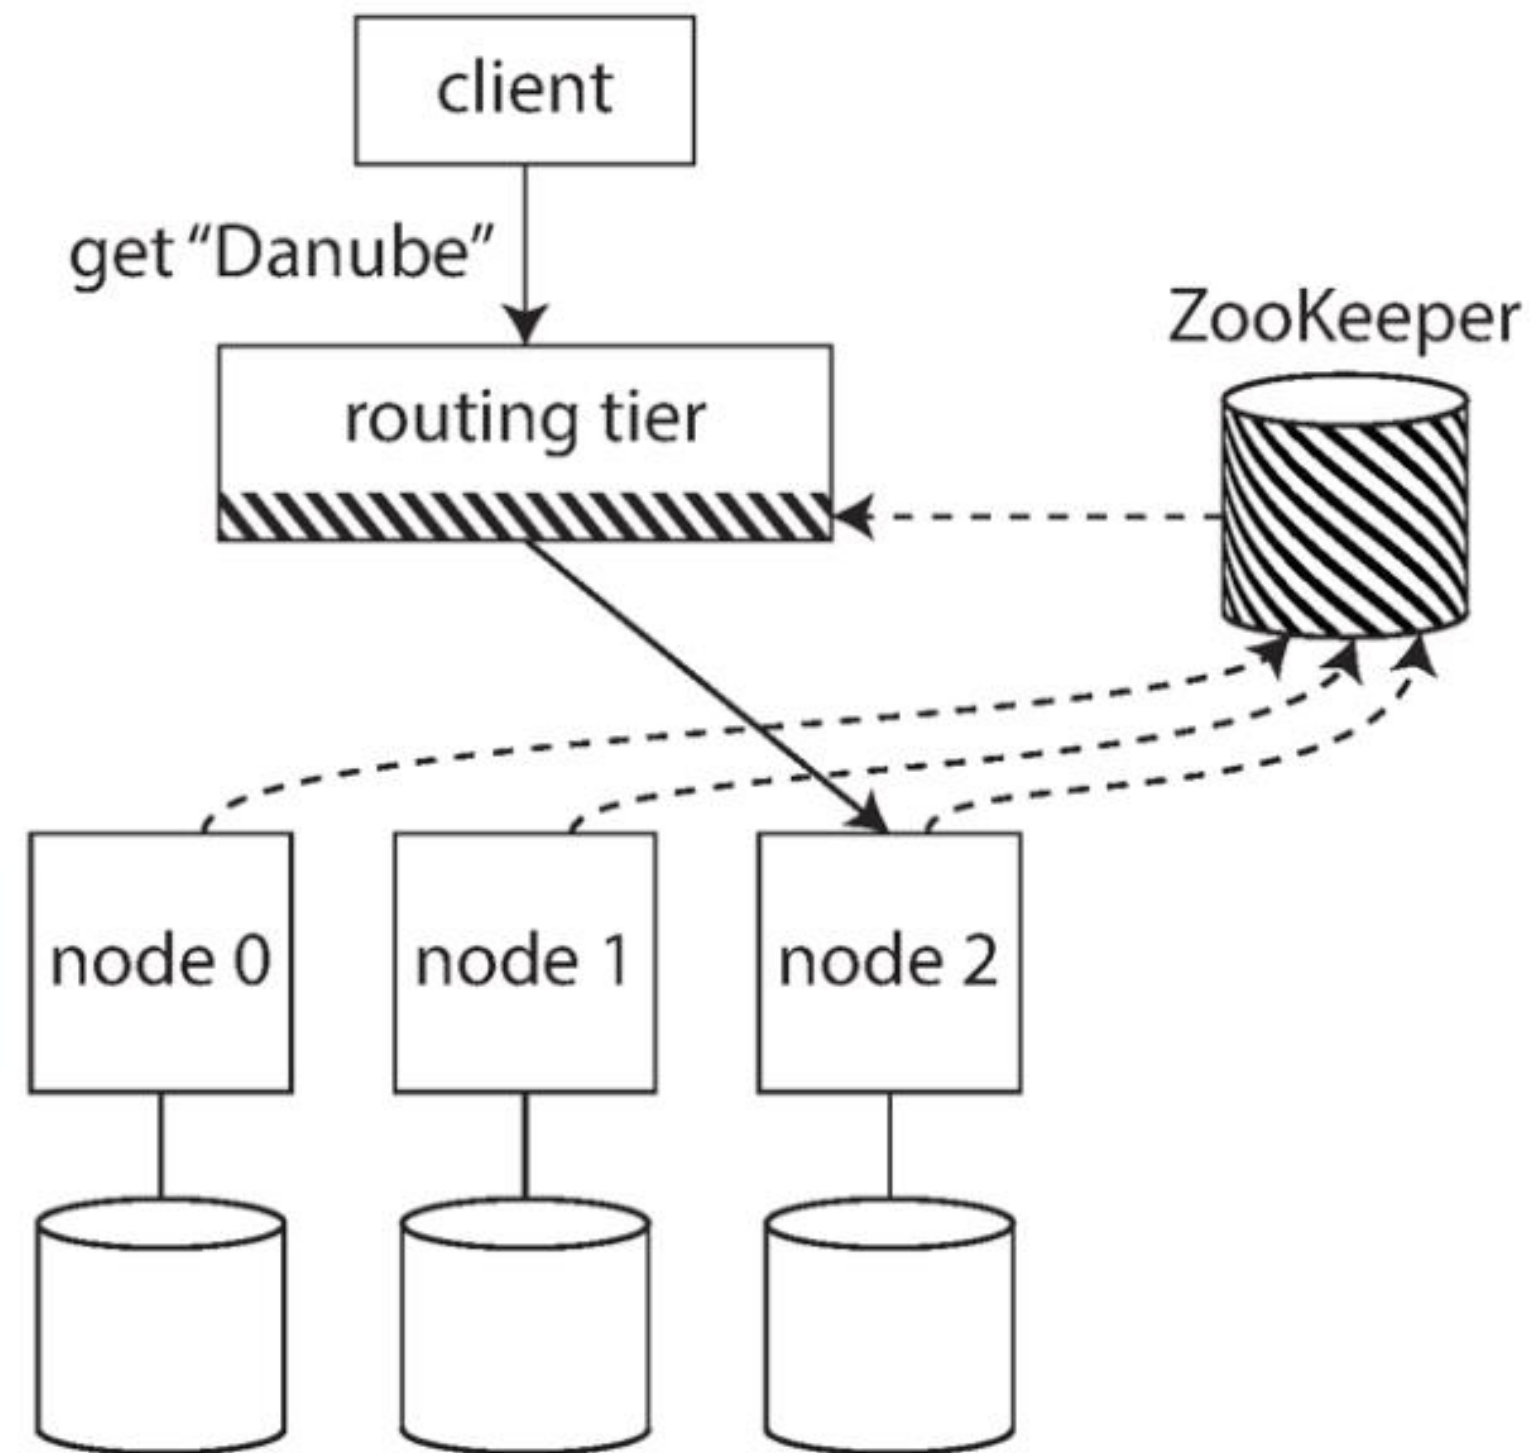 client
get “Danube”
ZooKeeper
routing tier
node 0
node 1
node 2